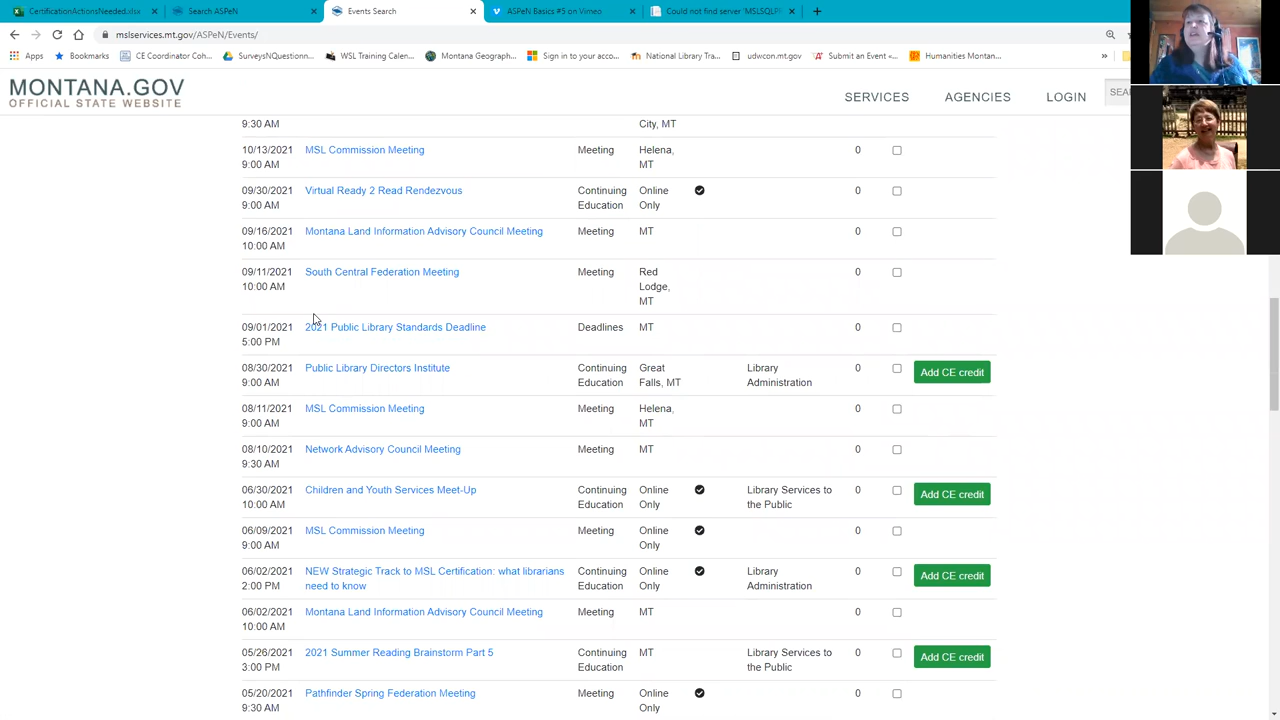 CertificationActionsNeeded.xlsx
Search ASPeN
Events Search
ASPeN Basics #5 on Vimeo
Could not find server 'MSLSQLP
mslservices.mt.gov/ASPeN/Events/
Apps
Bookmarks
CE Coordinator Com...
SurveysNQuestionn...
WSL Training Calen...
Montana Geograph...
Sign in to your acco...
National Library Tra...
udwcon.mt.gov
Submit an Event <...
Humanities Montan...
MONTANA.GOV
OFFICIAL STATE WEBSITE
SERVICES
AGENCIES
LOGIN
SEA
9:30 AM City, MT
10/13/2021 MSL Commission Meeting Meeting Helena, 0
9:00 AM MT
09/30/2021 Virtual Ready 2 Read Rendezvous Continuing Online 0
9:00 AM Education Only
09/16/2021 Montana Land Information Advisory Council Meeting Meeting MT 0
10:00 AM
09/11/2021 South Central Federation Meeting Meeting Red 0
10:00 AM Lodge,
MT
09/01/2021 2021 Public Library Standards Deadline Deadlines MT 0
5:00 PM
08/30/2021 Public Library Directors Institute Continuing Great Library 0 Add CE credit
9:00 AM Education Falls, MT Administration
08/11/2021 MSL Commission Meeting Meeting Helena, 0
9:00 AM MT
08/10/2021 Network Advisory Council Meeting Meeting MT 0
9:30 AM
06/30/2021 Children and Youth Services Meet-Up Continuing Online Library Services to 0 Add CE credit
10:00 AM Education Only the Public
06/09/2021 MSL Commission Meeting Meeting Online 0
9:00 AM Only
06/02/2021 NEW Strategic Track to MSL Certification: what librarians Continuing Online Library 0 Add CE credit
2:00 PM need to know Education Only Administration
06/02/2021 Montana Land Information Advisory Council Meeting Meeting MT 0
10:00 AM
05/26/2021 2021 Summer Reading Brainstorm Part 5 Continuing MT Library Services to 0 Add CE credit
3:00 PM Education the Public
05/20/2021 Pathfinder Spring Federation Meeting Meeting Online 0
9:30 AM Only